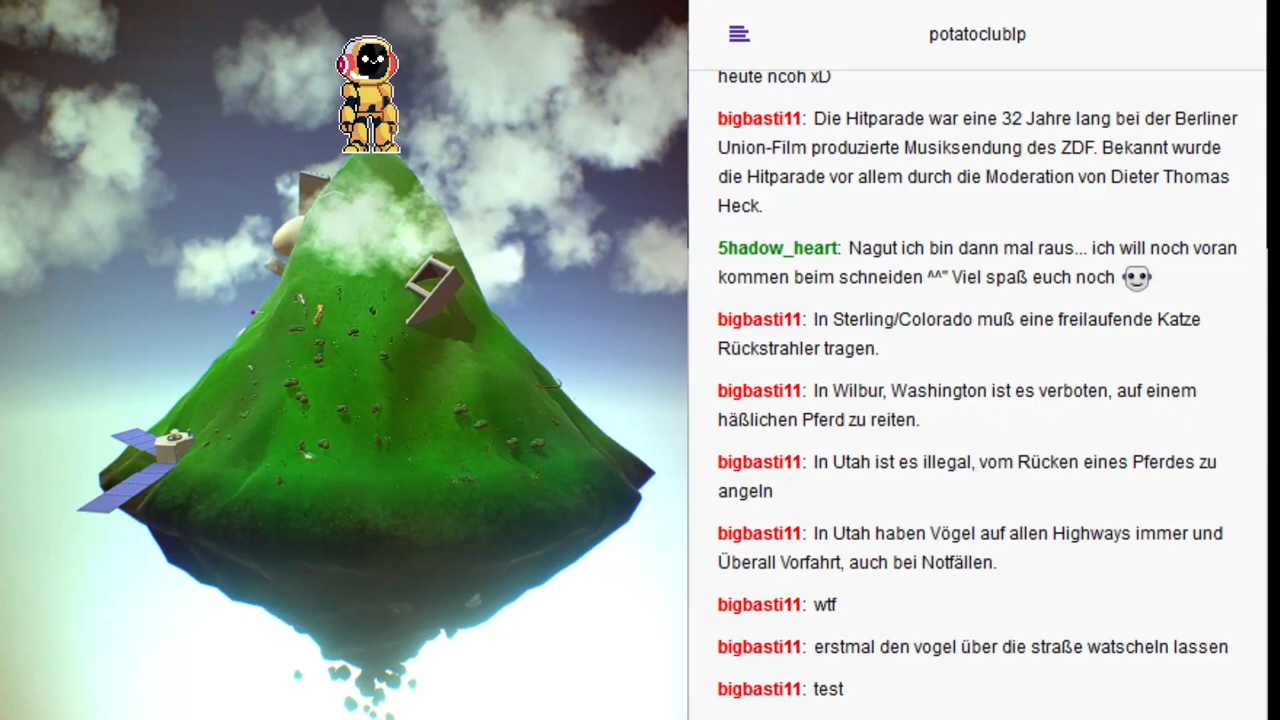 potatoclublp
heute ncoh xD
bigbasti11: Die Hitparade war eine 32 Jahre lang bei der Berliner
Union-Film produzierte Musiksendung des ZDF. Bekannt wurde
die Hitparade vor allem durch die Moderation von Dieter Thomas
Heck.
5hadow_heart: Nagut ich bin dann mal raus... ich will noch voran
kommen beim schneiden ^^" Viel spaß euch noch
bigbasti11: In Sterling/Colorado muß eine freilaufende Katze
Rückstrahler tragen.
bigbasti11: In Wilbur, Washington ist es verboten, auf einem
häßlichen Pferd zu reiten.
bigbasti11: In Utah ist es illegal, vom Rücken eines Pferdes zu
angeln
bigbasti11: In Utah haben Vögel auf allen Highways immer und
Überall Vorfahrt, auch bei Notfällen.
bigbasti11: wtf
bigbasti11: erstmal den vogel über die straße watscheln lassen
bigbasti11: test